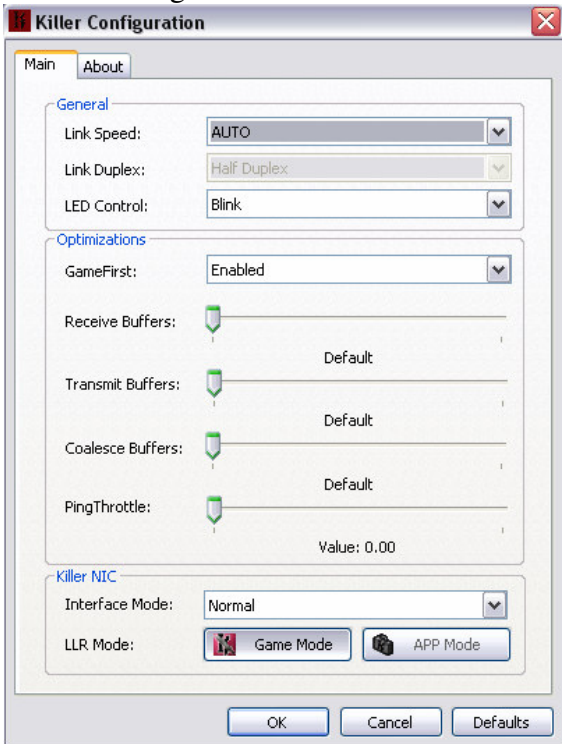 Killer Configuration
Main About
General
Link Speed: AUTO
Link Duplex: Half Duplex
LED Control: Blink
Optimizations
GameFirst: Enabled
Receive Buffers:
Default
Transmit Buffers:
Default
Coalesce Buffers:
Default
PingThrottle:
Value: 0.00
Killer NIC
Interface Mode: Normal
LLR Mode: Game Mode APP Mode
OK Cancel Defaults